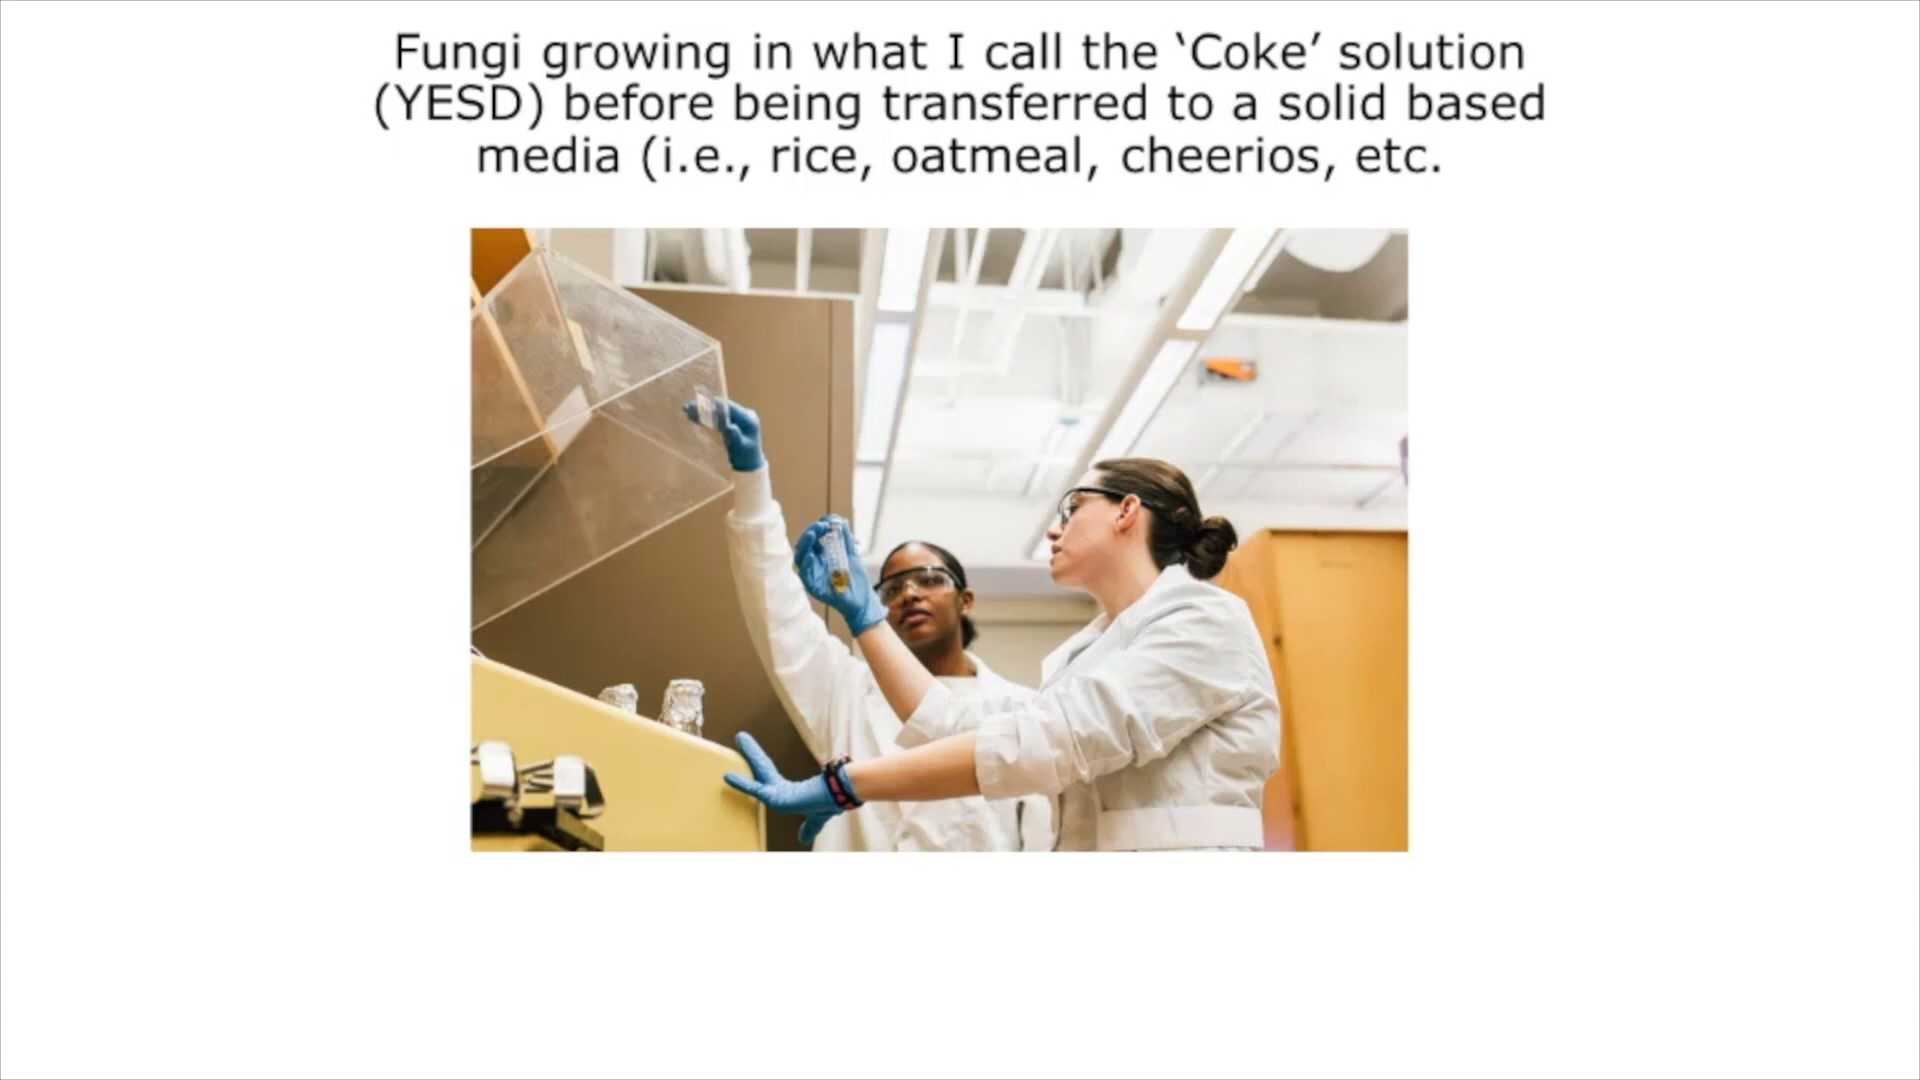 Fungi growing in what I call the ‘Coke’ solution
(YESD) before being transferred to a solid based
media (i.e., rice, oatmeal, cheerios, etc.